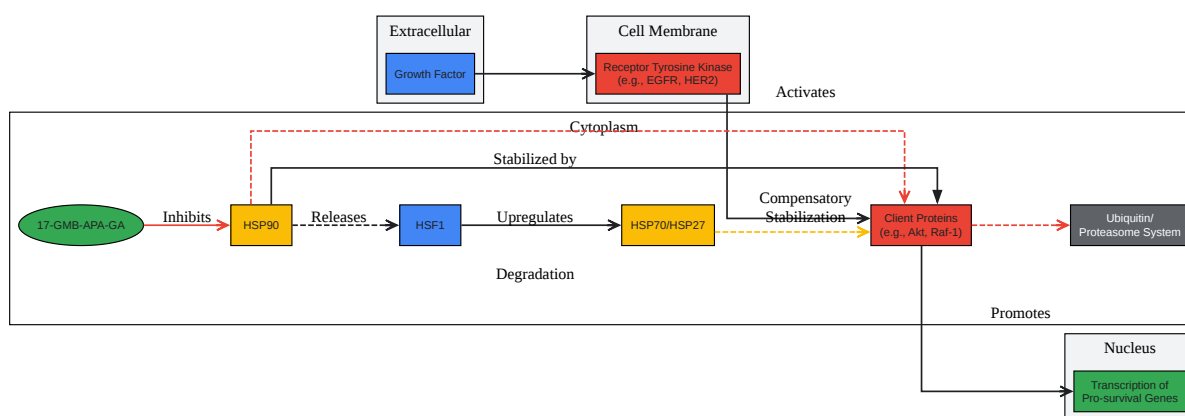 Extracellular
Cell Membrane
Growth Factor
Receptor Tyrosine Kinase
(e.g., EGFR, HER2)
Activates
Cytoplasm
Stabilized by
17-GMB-APA-GA
Inhibits
HSP90
Releases
HSF1
Upregulates
HSP70/HSP27
Compensatory
Stabilization
Client Proteins
(e.g., Akt, Raf-1)
Ubiquitin/
Proteasome System
Degradation
Promotes
Nucleus
Transcription of
Pro-survival Genes